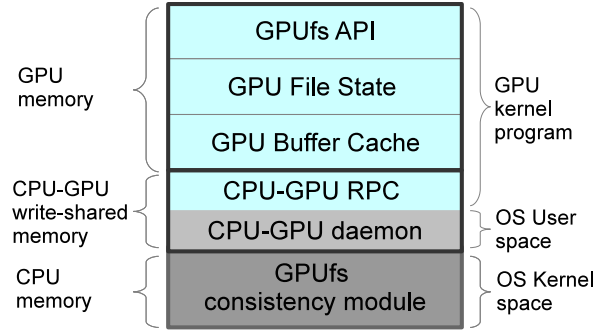 GPUfs API
GPU File State
GPU Buffer Cache
CPU-GPU RPC
CPU-GPU daemon
GPUfs
consistency module
GPU
memory
CPU-GPU
write-shared
memory
CPU
memory
GPU
kernel
program
OS User
space
OS Kernel
space